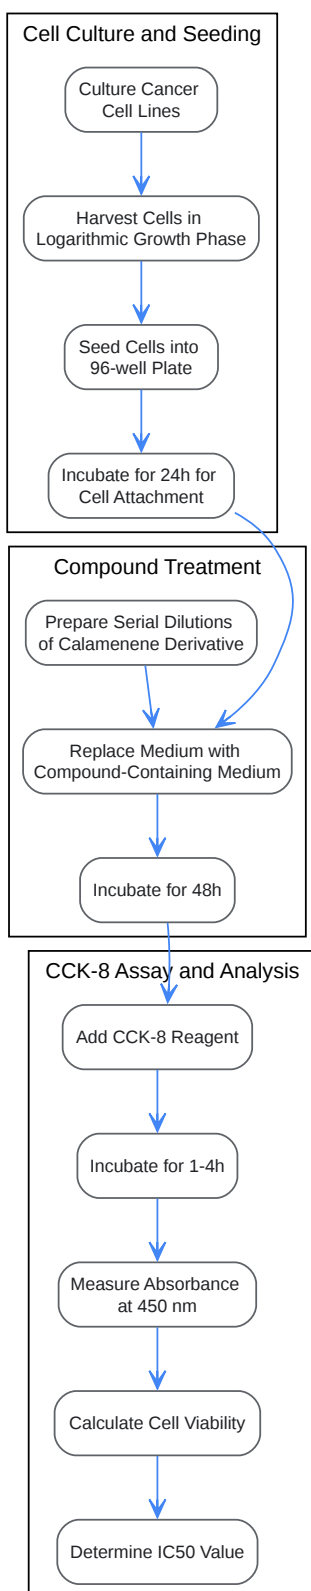 Cell Culture and Seeding
Culture Cancer
Cell Lines
Harvest Cells in
Logarithmic Growth Phase
Seed Cells into
96-well Plate
Incubate for 24h for
Cell Attachment
Compound Treatment
Prepare Serial Dilutions
of Calamenene Derivative
Replace Medium with
Compound-Containing Medium
Incubate for 48h
CCK-8 Assay and Analysis
Add CCK-8 Reagent
Incubate for 1-4h
Measure Absorbance
at 450 nm
Calculate Cell Viability
Determine IC50 Value